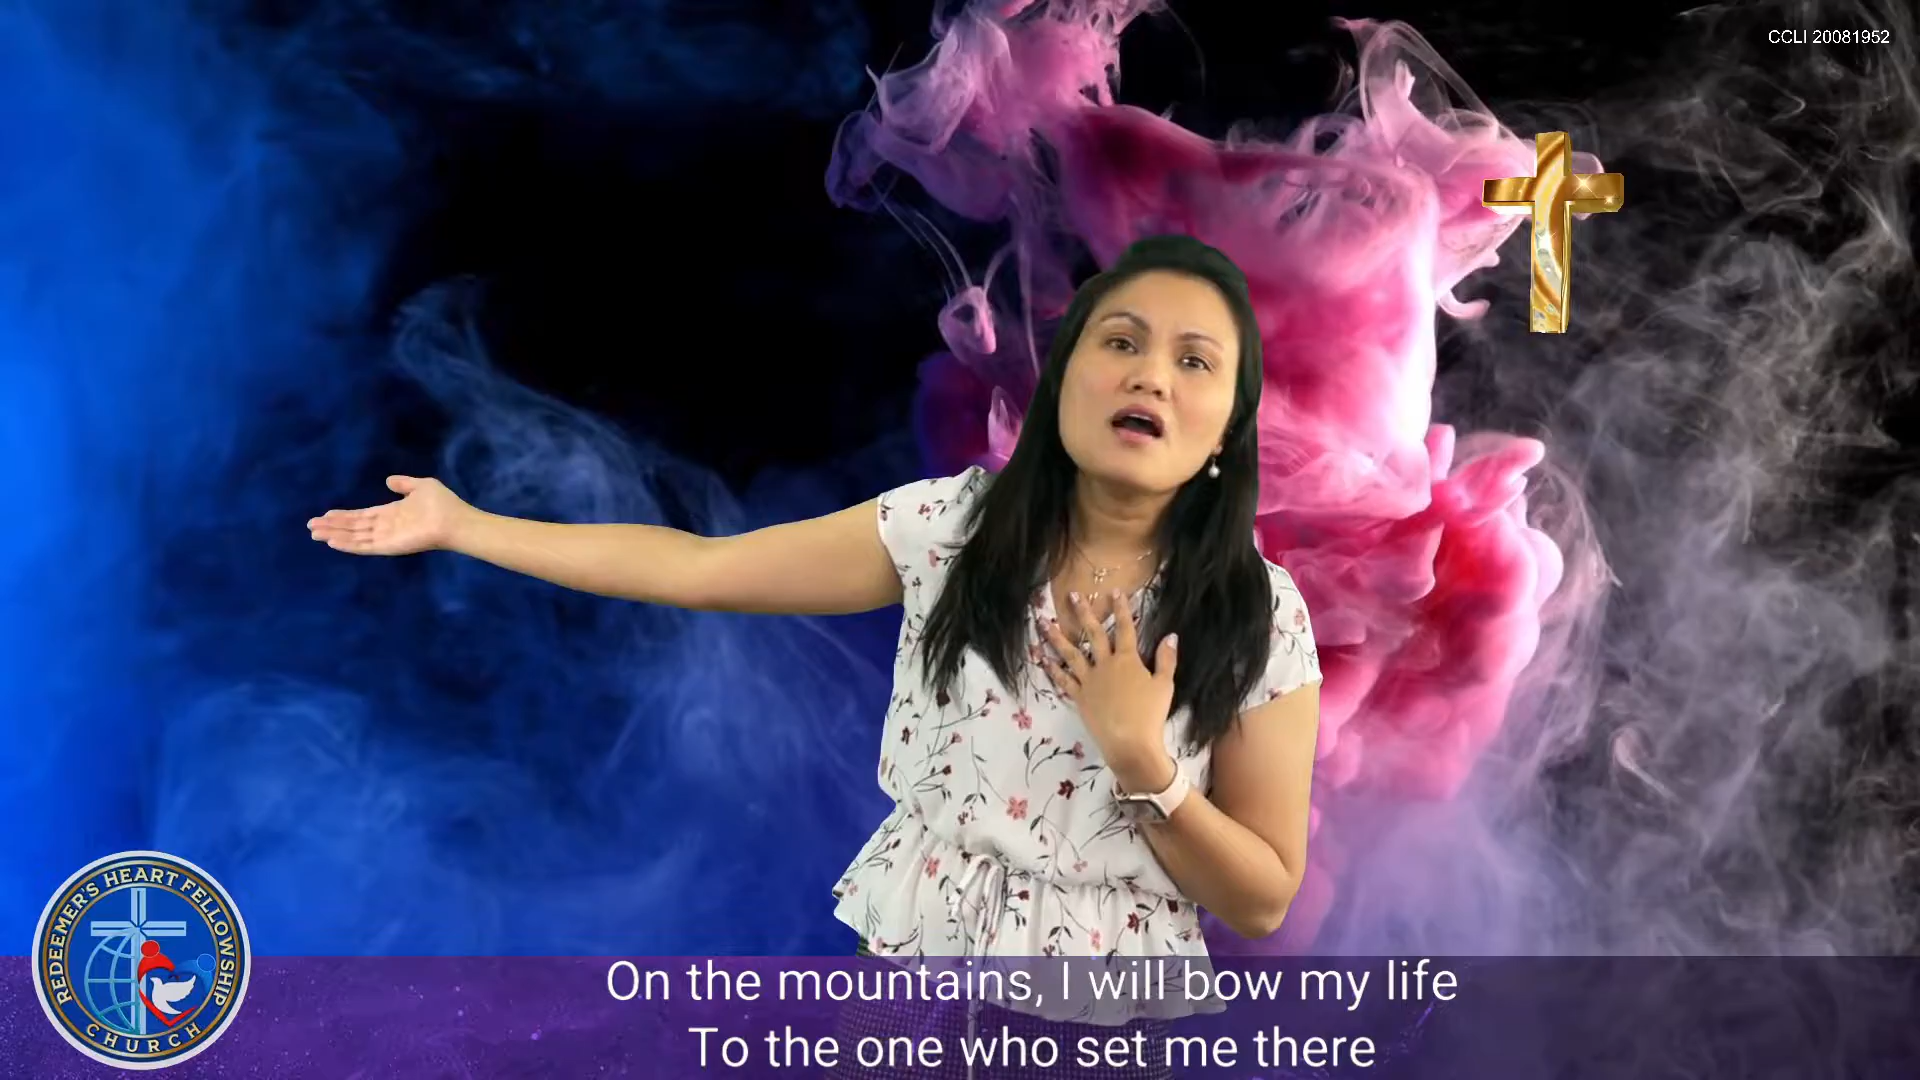 CCLI 20081952
REDEEMER'S HEART FELLOWSHIP
CHURCH
On the mountains, I will bow my life
To the one who set me there